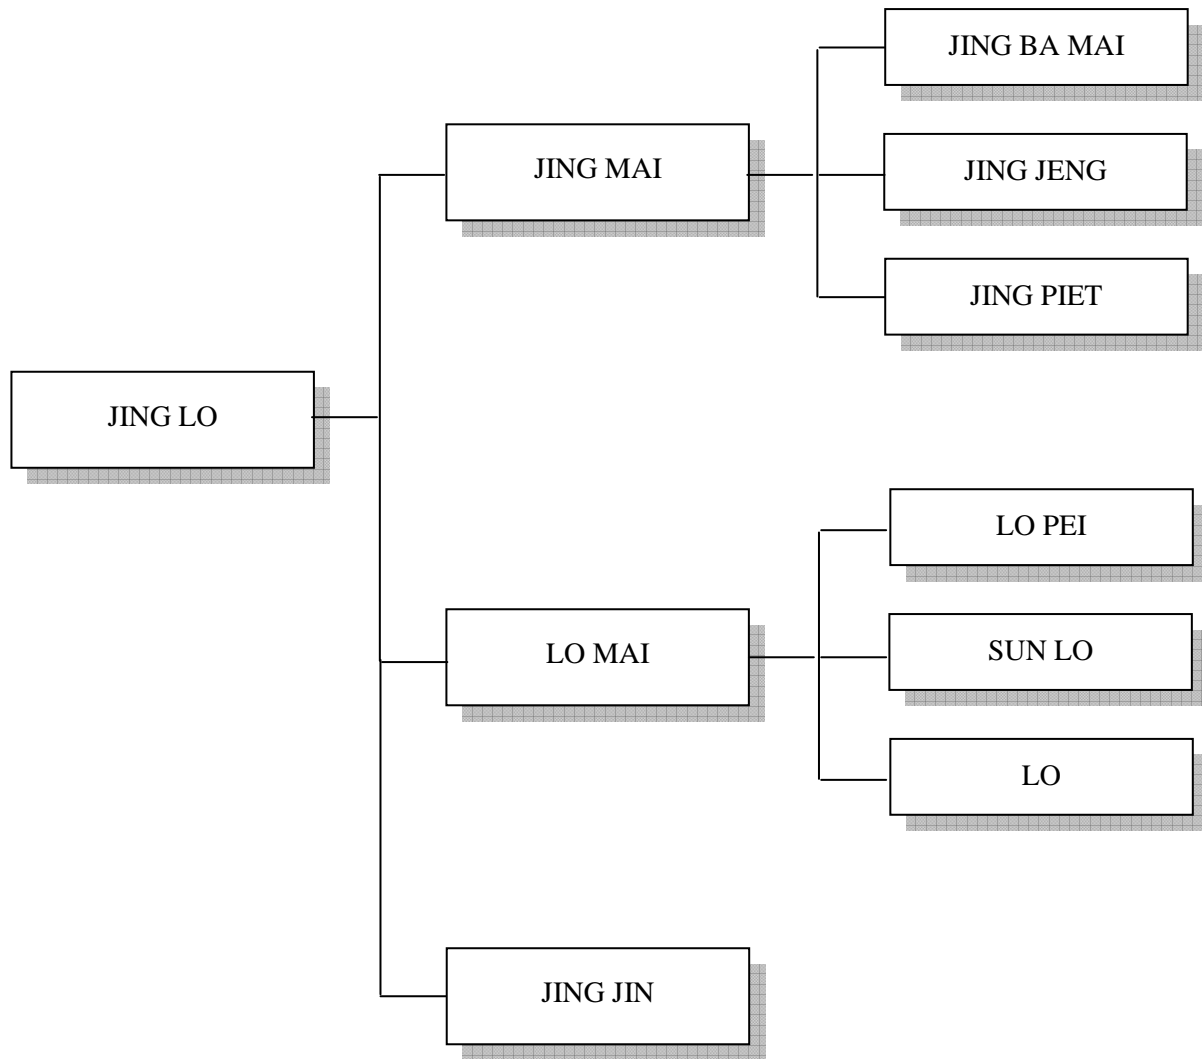 JING BA MAI
JING MAI
JING JENG
JING PIET
JING LO
LO PEI
LO MAI
SUN LO
LO
JING JIN